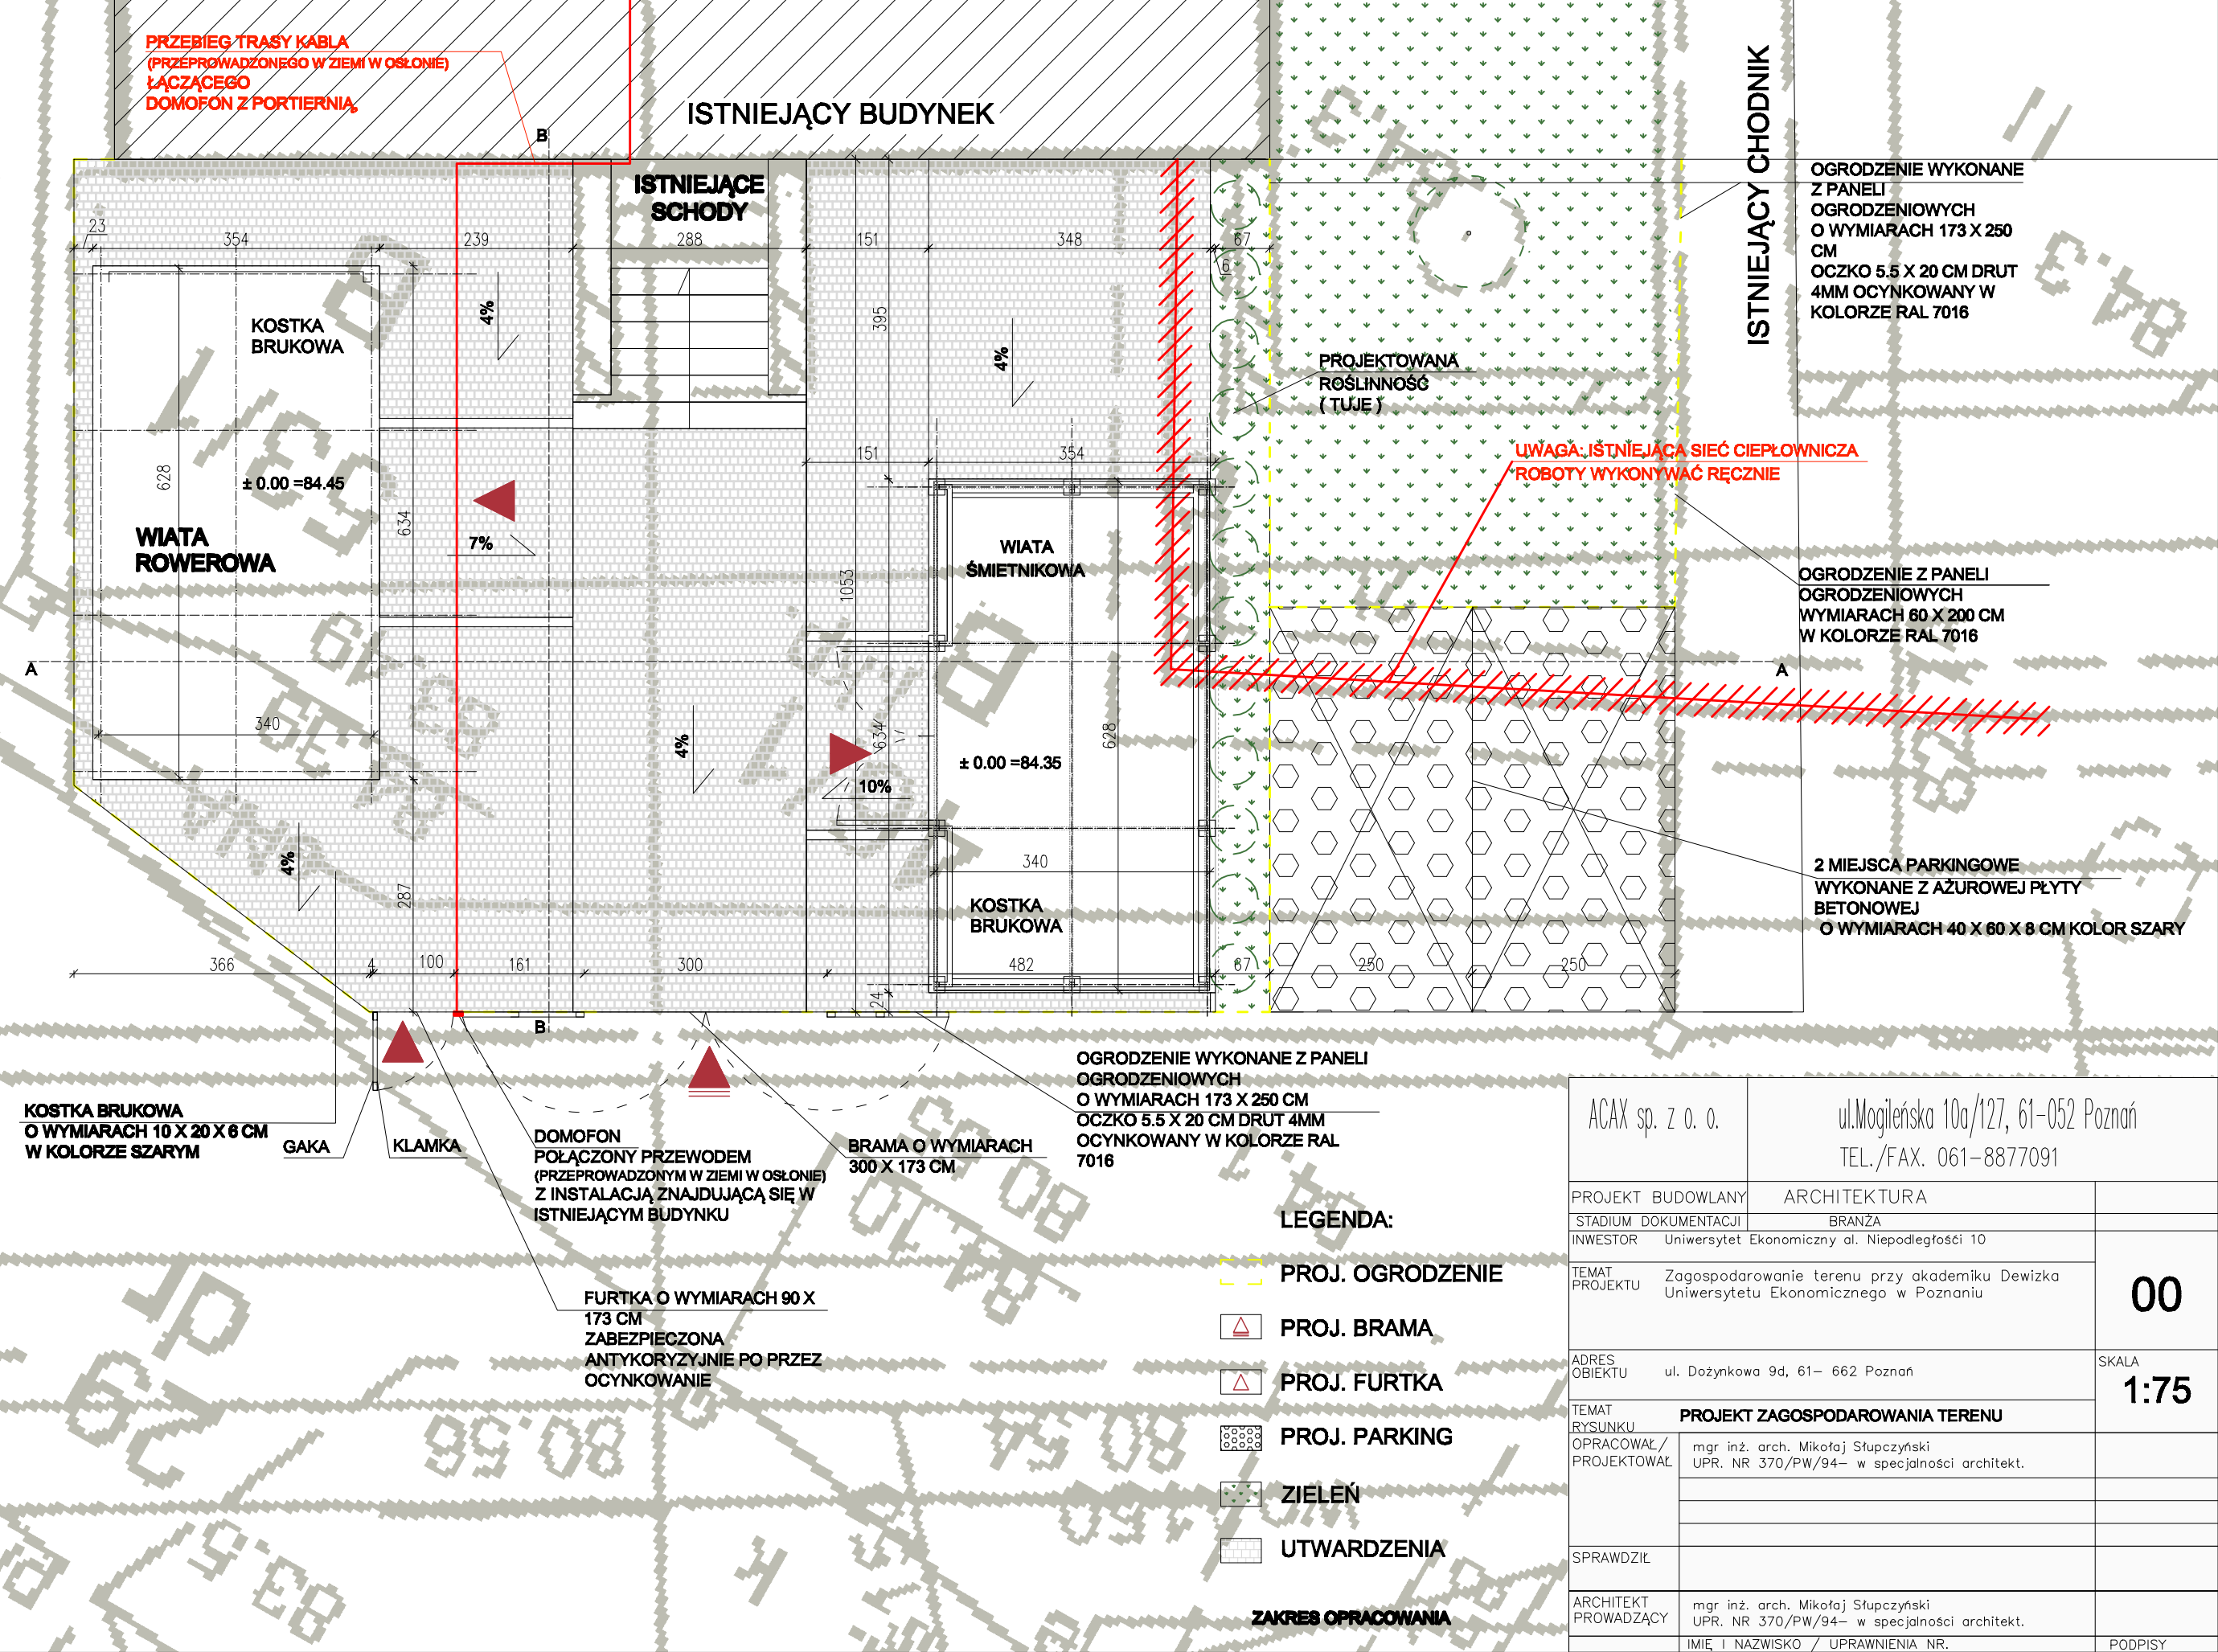 PRZEBIEG TRASY KABLA
(PRZEPROWADZONEGO W ZIEMI W OSŁONIE)
ŁĄCZĄCEGO
DOMOFON Z PORTIERNIĄ,
ISTNIEJĄCY BUDYNEK
B
ISTNIEJĄCE
SCHODY
ISTNIEJĄCY CHODNIK
OGRODZENIE WYKONANE
Z PANELI
OGRODZENIOWYCH
O WYMIARACH 173 X 250
CM
OCZKO 5.5 X 20 CM DRUT
4MM OCYNKOWANY W
KOLORZE RAL 7016
23
354
239
288
151
348
67
6
KOSTKA
BRUKOWA
4%
395
4%
PROJEKTOWANA
ROŚLINNOŚĆ
( TUJE )
UWAGA: ISTNIEJĄCA SIEĆ CIEPŁOWNICZA
ROBOTY WYKONYWAĆ RĘCZNIE
151
354
628
± 0.00 =84.45
634
7%
WIATA
ROWEROWA
WIATA
ŚMIETNIKOWA
1053
OGRODZENIE Z PANELI
OGRODZENIOWYCH
WYMIARACH 60 X 200 CM
W KOLORZE RAL 7016
A
A
340
4%
634
10%
± 0.00 =84.35
628
4%
287
340
KOSTKA
BRUKOWA
2 MIEJSCA PARKINGOWE
WYKONANE Z AŻUROWEJ PŁYTY
BETONOWEJ
O WYMIARACH 40 X 60 X 8 CM KOLOR SZARY
366
4
100
161
300
24
482
67
250
250
B
KOSTKA BRUKOWA
O WYMIARACH 10 X 20 X 6 CM
W KOLORZE SZARYM
GAKA
KLAMKA
DOMOFON
POŁĄCZONY PRZEWODEM
(PRZEPROWADZONYM W ZIEMI W OSŁONIE)
Z INSTALACJĄ ZNAJDUJĄCĄ SIĘ W
ISTNIEJĄCYM BUDYNKU
BRAMA O WYMIARACH
300 X 173 CM
OGRODZENIE WYKONANE Z PANELI
OGRODZENIOWYCH
O WYMIARACH 173 X 250 CM
OCZKO 5.5 X 20 CM DRUT 4MM
OCYNKOWANY W KOLORZE RAL
7016
FURTKA O WYMIARACH 90 X
173 CM
ZABEZPIECZONA
ANTYKORYZYJNIE PO PRZEZ
OCYNKOWANIE
LEGENDA:
PROJ. OGRODZENIE
PROJ. BRAMA
PROJ. FURTKA
PROJ. PARKING
ZIELEŃ
UTWARDZENIA
ZAKRES OPRACOWANIA
ACAX sp. z o. o.
ul.Mogileńska 10a/127, 61-052 Poznań
TEL./FAX. 061-8877091
PROJEKT BUDOWLANY
ARCHITEKTURA
STADIUM DOKUMENTACJI
BRANŻA
INWESTOR
Uniwersytet Ekonomiczny al. Niepodległośći 10
TEMAT
PROJEKTU
Zagospodarowanie terenu przy akademiku Dewizka
Uniwersytetu Ekonomicznego w Poznaniu
00
ADRES
OBIEKTU
ul. Dożynkowa 9d, 61- 662 Poznań
SKALA
1:75
TEMAT
RYSUNKU
PROJEKT ZAGOSPODAROWANIA TERENU
OPRACOWAŁ/
PROJEKTOWAŁ
mgr inż. arch. Mikołaj Słupczyński
UPR. NR 370/PW/94- w specjalności architekt.
SPRAWDZIŁ
ARCHITEKT
PROWADZĄCY
mgr inż. arch. Mikołaj Słupczyński
UPR. NR 370/PW/94- w specjalności architekt.
IMIĘ I NAZWISKO / UPRAWNIENIA NR.
PODPISY